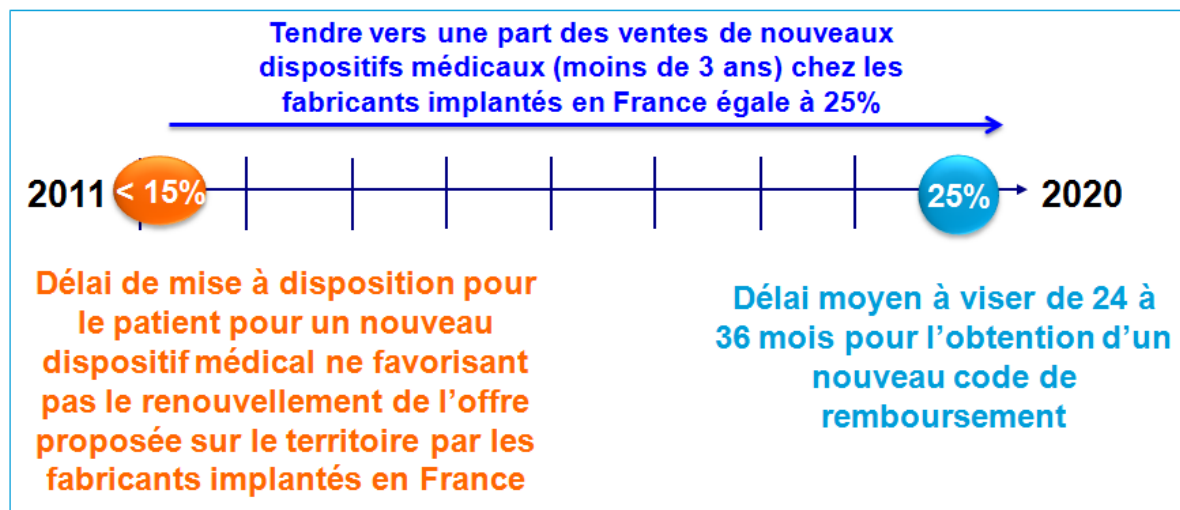 Tendre vers une part des ventes de nouveaux
dispositifs médicaux (moins de 3 ans) chez les
fabricants implantés en France égale à 25%
2011 < 15% 25% 2020
Délai de mise à disposition pour
le patient pour un nouveau
dispositif médical ne favorisant
pas le renouvellement de l'offre
proposée sur le territoire par les
fabricants implantés en France
Délai moyen à viser de 24 à
36 mois pour l'obtention d'un
nouveau code de
remboursement